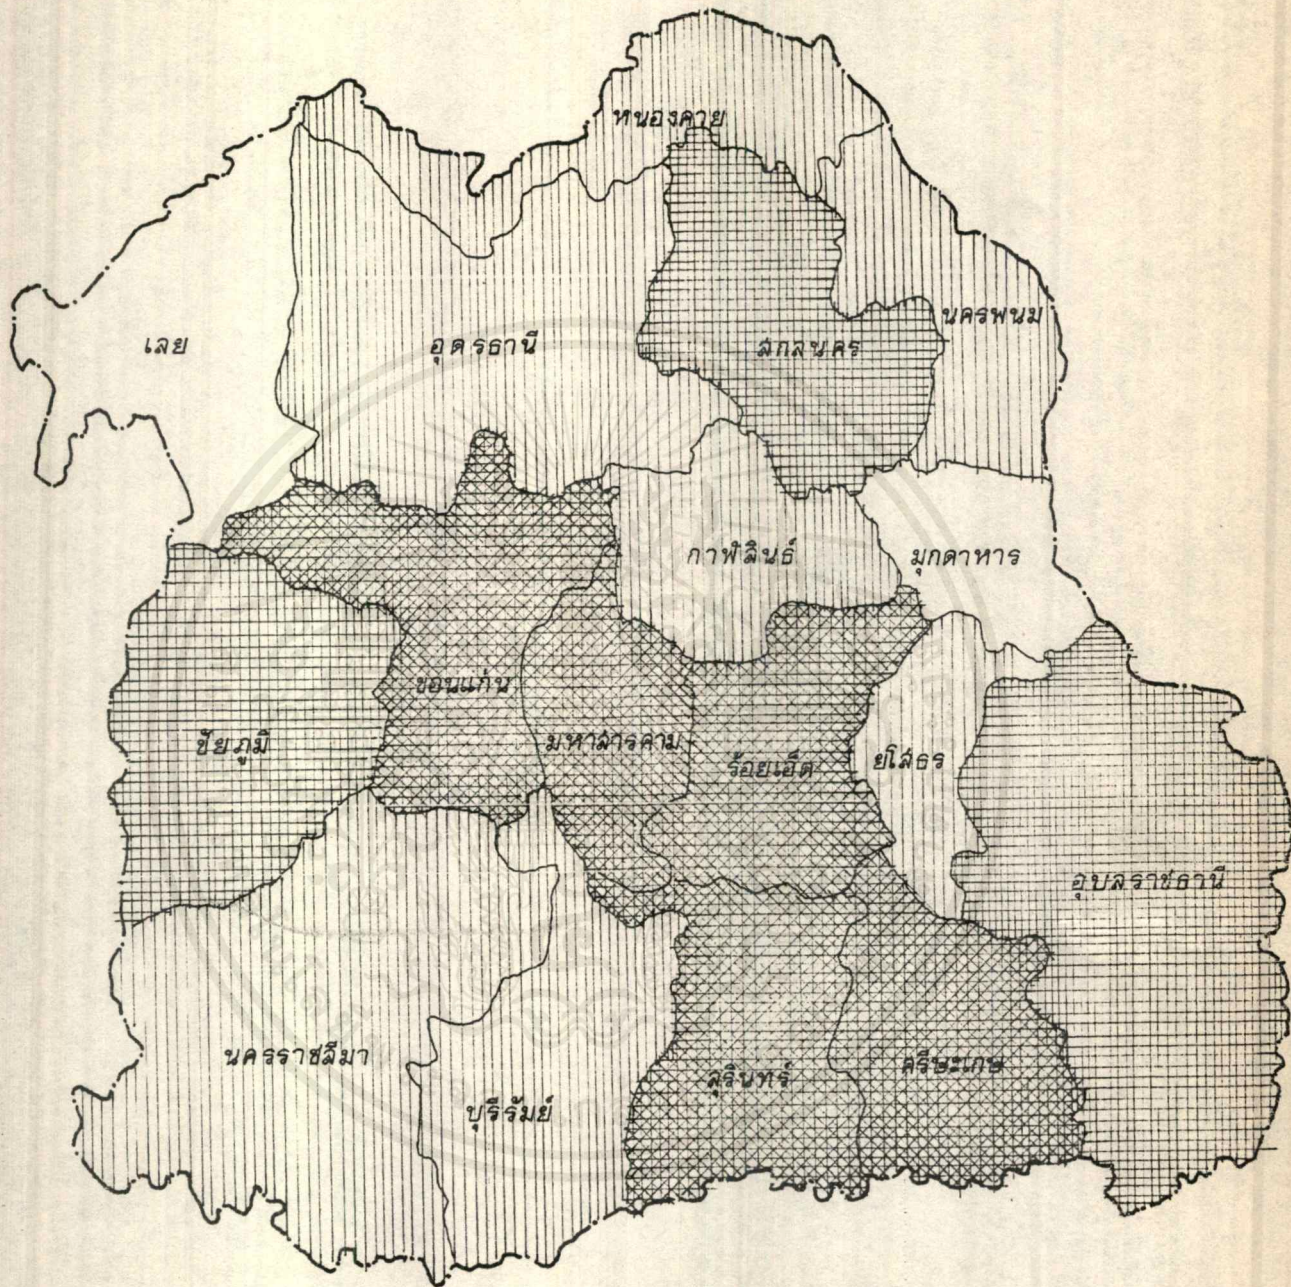 หนองคาย
เลย
อุดรธานี
สกลนคร
นครพนม
กาฬสินธุ์
มุกดาหาร
ขอนแก่น
ชัยภูมิ
มหาสารคาม
ร้อยเอ็ด
ยโสธร
อุบลราชธานี
นครราชสีมา
บุรีรัมย์
สุรินทร์
ศรีษะเกษ